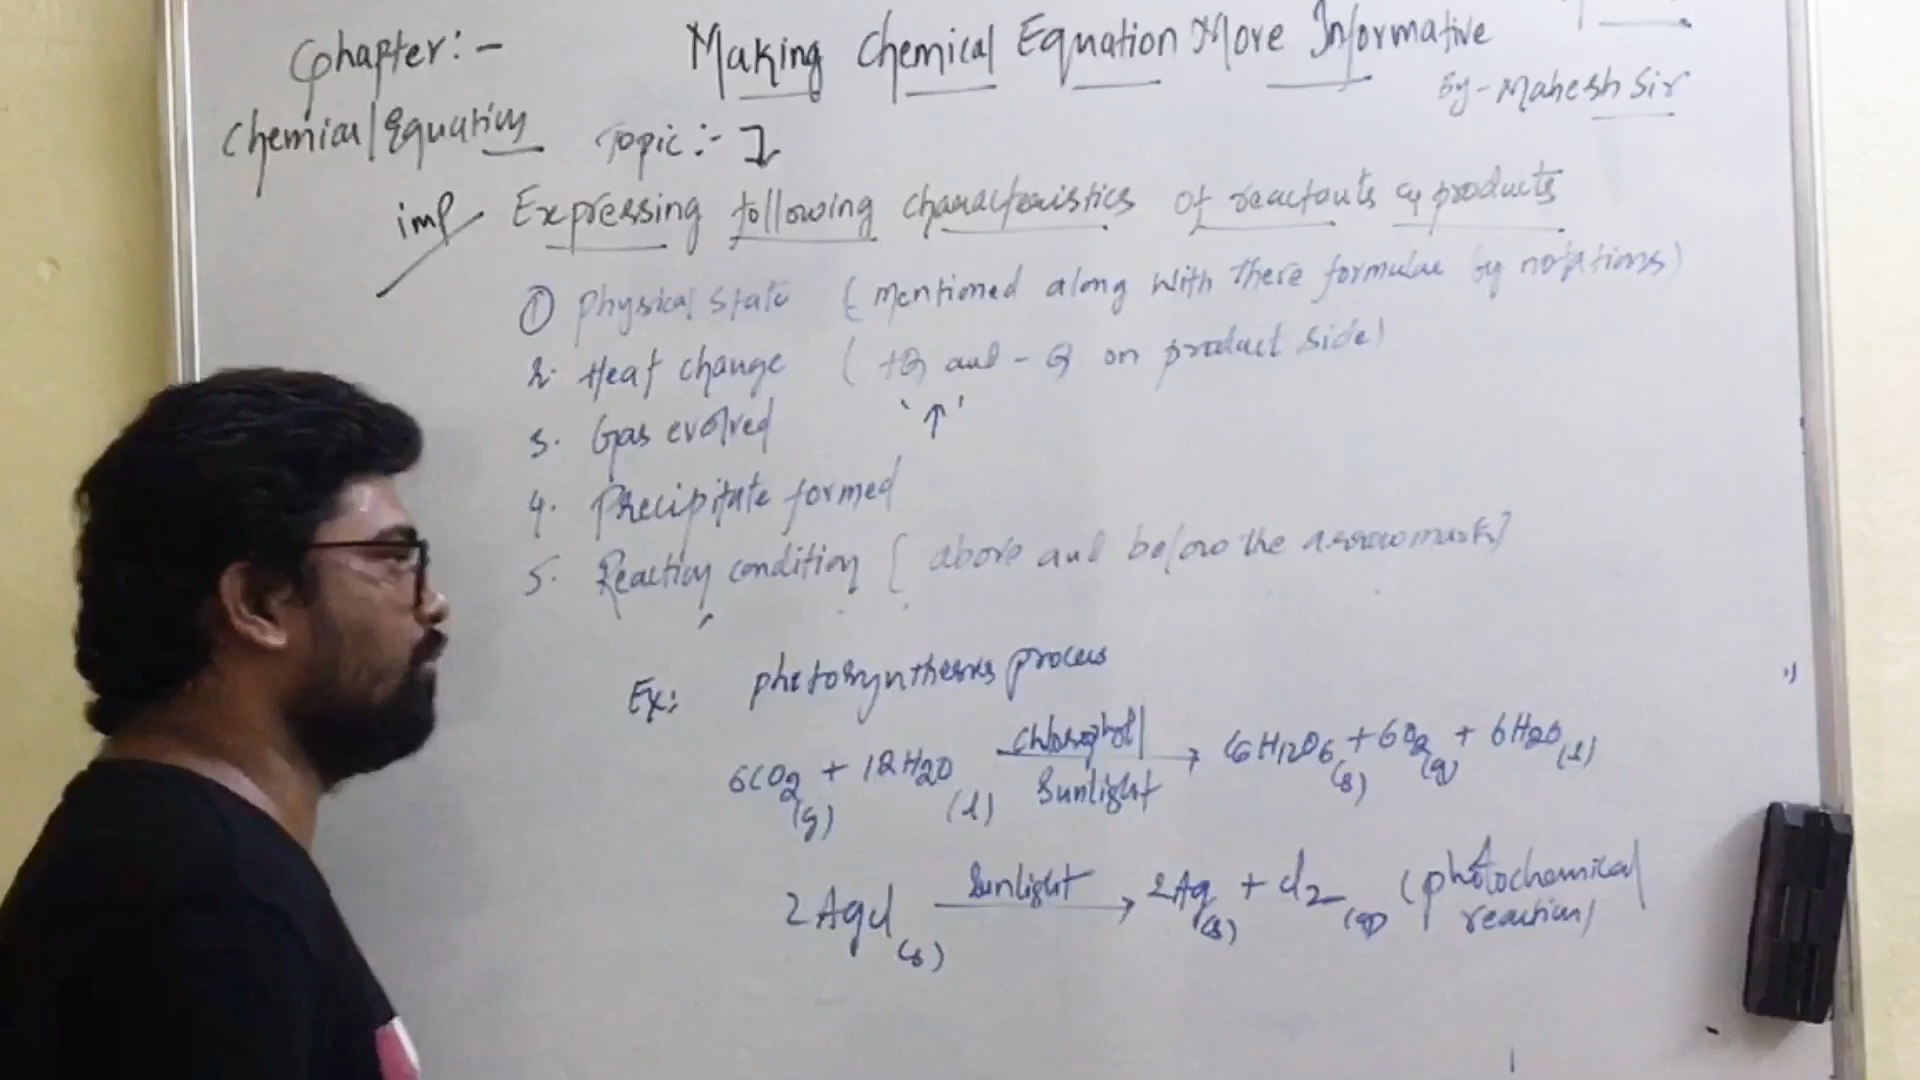 Chapter:-
Chemical Equations
Making Chemical Equation More Informative
By-Mahesh Sir
Topic:- I
imp Expressing following characteristics of reactants & products
① Physical State (mentioned along with there formulae by notations)
2. Heat change (+Q and -Q on product side)
3. Gas evolved '↑'
4. Precipitate formed
5. Reaction condition [above and below the arrow mark]
Ex: photosynthesis process
6CO2(g) + 12H2O(l) chlorophyll Sunlight → C6H12O6(s) + 6O2(g) + 6H2O(l)
2AgCl(s) Sunlight → 2Ag(s) + Cl2(g) (photochemical
reaction)